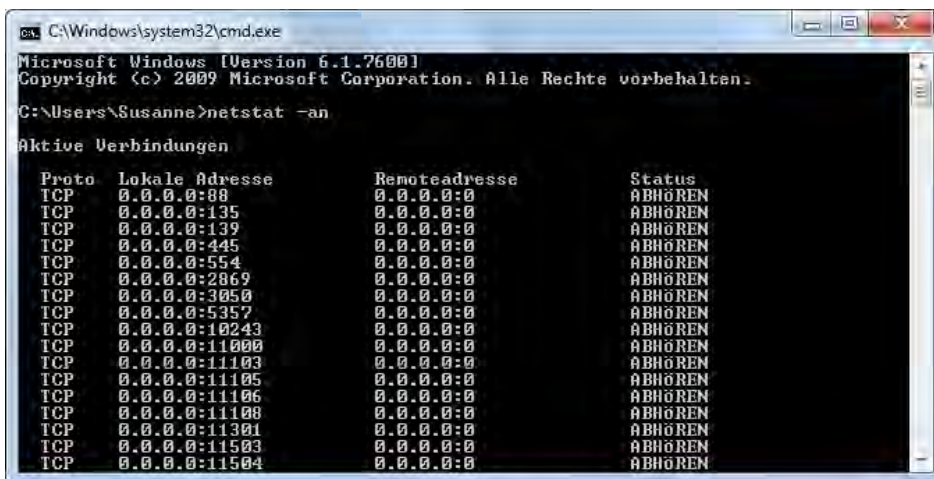 C:\Windows\system32\cmd.exe
Microsoft Windows [Version 6.1.7600]
Copyright (c) 2009 Microsoft Corporation. Alle Rechte vorbehalten.
C:\Users\Susanne>netstat -an
Aktive Verbindungen
Proto Lokale Adresse Remoteadresse Status
TCP 0.0.0.0:88 0.0.0.0:0 ABHÖREN
TCP 0.0.0.0:135 0.0.0.0:0 ABHÖREN
TCP 0.0.0.0:139 0.0.0.0:0 ABHÖREN
TCP 0.0.0.0:445 0.0.0.0:0 ABHÖREN
TCP 0.0.0.0:554 0.0.0.0:0 ABHÖREN
TCP 0.0.0.0:2869 0.0.0.0:0 ABHÖREN
TCP 0.0.0.0:3050 0.0.0.0:0 ABHÖREN
TCP 0.0.0.0:5357 0.0.0.0:0 ABHÖREN
TCP 0.0.0.0:10243 0.0.0.0:0 ABHÖREN
TCP 0.0.0.0:11000 0.0.0.0:0 ABHÖREN
TCP 0.0.0.0:11103 0.0.0.0:0 ABHÖREN
TCP 0.0.0.0:11105 0.0.0.0:0 ABHÖREN
TCP 0.0.0.0:11106 0.0.0.0:0 ABHÖREN
TCP 0.0.0.0:11108 0.0.0.0:0 ABHÖREN
TCP 0.0.0.0:11301 0.0.0.0:0 ABHÖREN
TCP 0.0.0.0:11503 0.0.0.0:0 ABHÖREN
TCP 0.0.0.0:11504 0.0.0.0:0 ABHÖREN